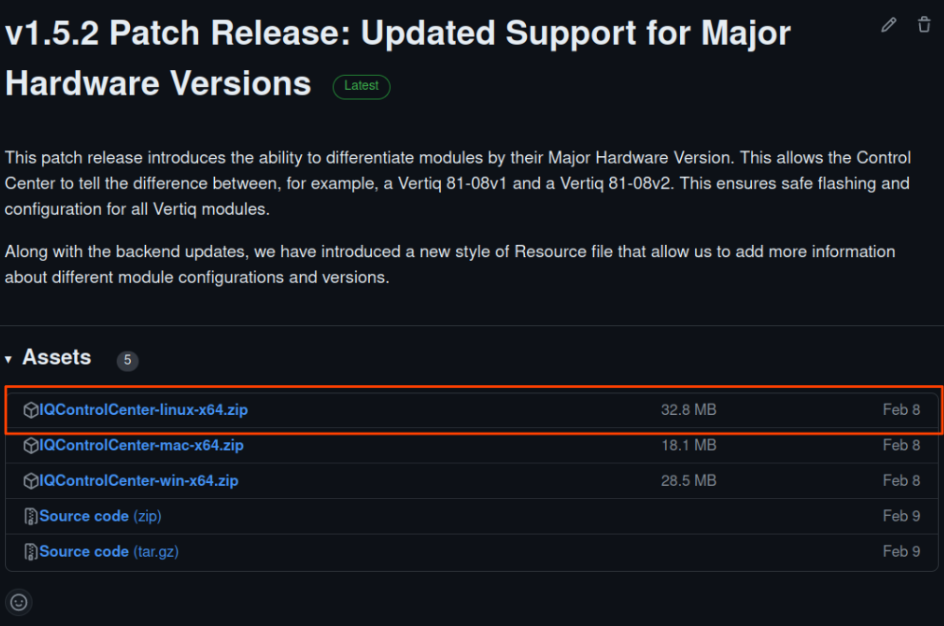 v1.5.2 Patch Release: Updated Support for Major
Hardware Versions Latest
This patch release introduces the ability to differentiate modules by their Major Hardware Version. This allows the Control
Center to tell the difference between, for example, a Vertiq 81-08v1 and a Vertiq 81-08v2. This ensures safe flashing and
configuration for all Vertiq modules.
Along with the backend updates, we have introduced a new style of Resource file that allow us to add more information
about different module configurations and versions.
Assets 5
IQControlCenter-linux-x64.zip 32.8 MB Feb 8
IQControlCenter-mac-x64.zip 18.1 MB Feb 8
IQControlCenter-win-x64.zip 28.5 MB Feb 8
Source code (zip) Feb 9
Source code (tar.gz) Feb 9